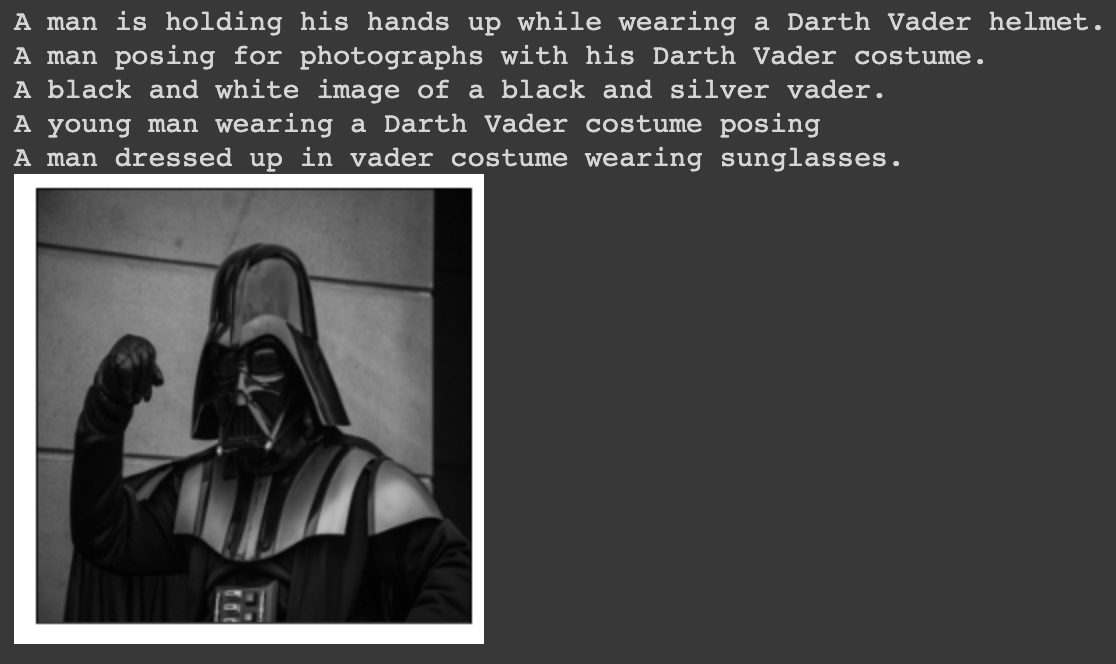 A man is holding his hands up while wearing a Darth Vader helmet.
A man posing for photographs with his Darth Vader costume.
A black and white image of a black and silver vader.
A young man wearing a Darth Vader costume posing
A man dressed up in vader costume wearing sunglasses.